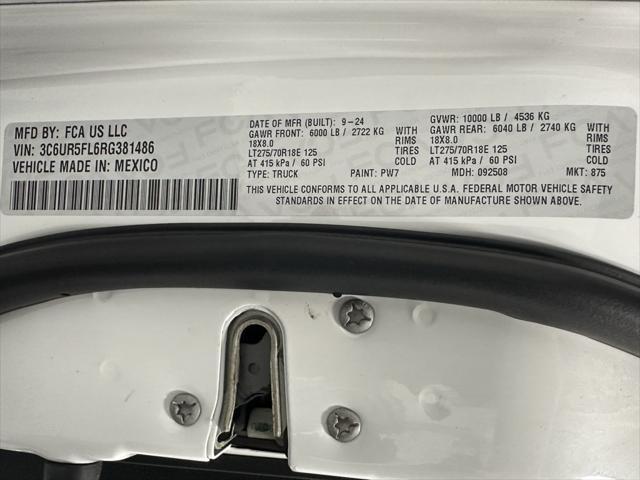 MFD BY: FCA US LLC
VIN: 3C6UR5FL6RG381486
VEHICLE MADE IN: MEXICO
DATE OF MFR (BUILT): 9-24 GVWR: 10000 LB / 4536 KG
GAWR FRONT: 6000 LB / 2722 KG WITH GAWR REAR: 6040 LB / 2740 KG WITH
18X8.0 RIMS 18X8.0 RIMS
LT275/70R18E 125 TIRES LT275/70R18E 125 TIRES
AT 415 kPa / 60 PSI COLD AT 415 kPa / 60 PSI COLD
TYPE: TRUCK PAINT: PW7 MDH: 092508 MKT: 875
THIS VEHICLE CONFORMS TO ALL APPLICABLE U.S.A. FEDERAL MOTOR VEHICLE SAFETY
STANDARDS IN EFFECT ON THE DATE OF MANUFACTURE SHOWN ABOVE.